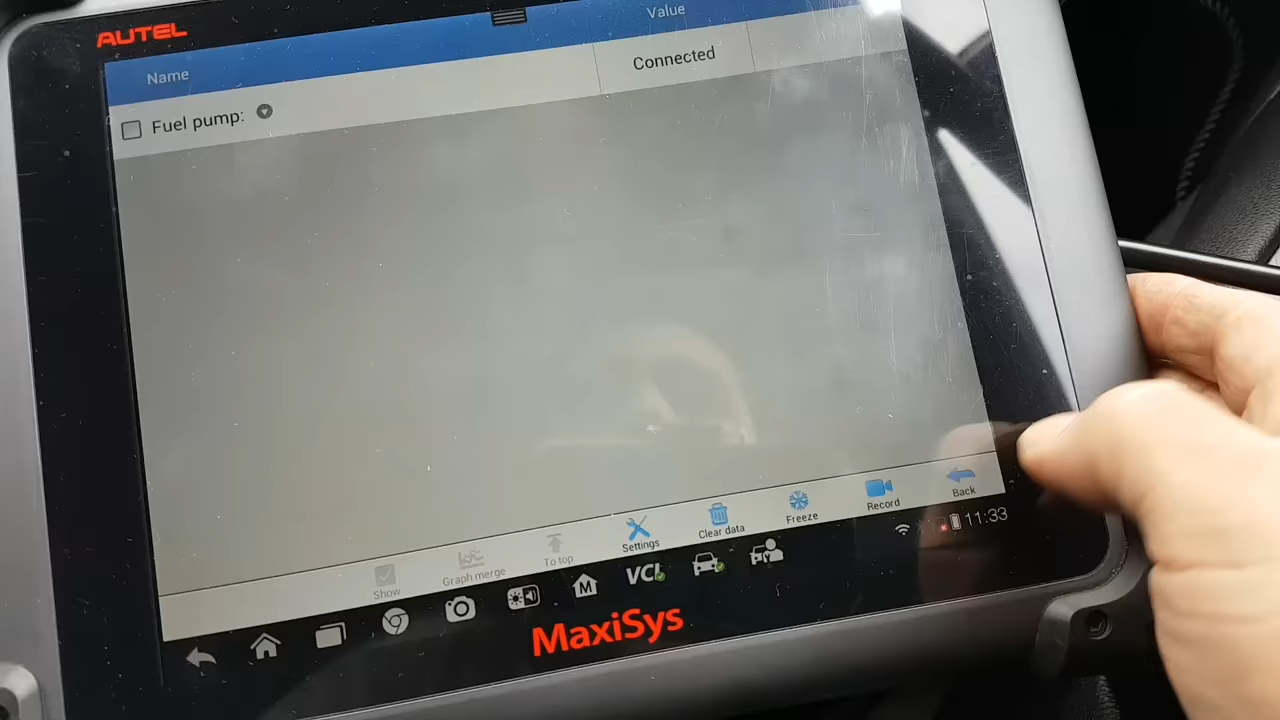 AUTEL
Name
Value
Fuel pump:
Connected
Show
Graph merge
To top
Settings
Clear data
Freeze
Record
Back
M
VCI
11:33
MaxiSys